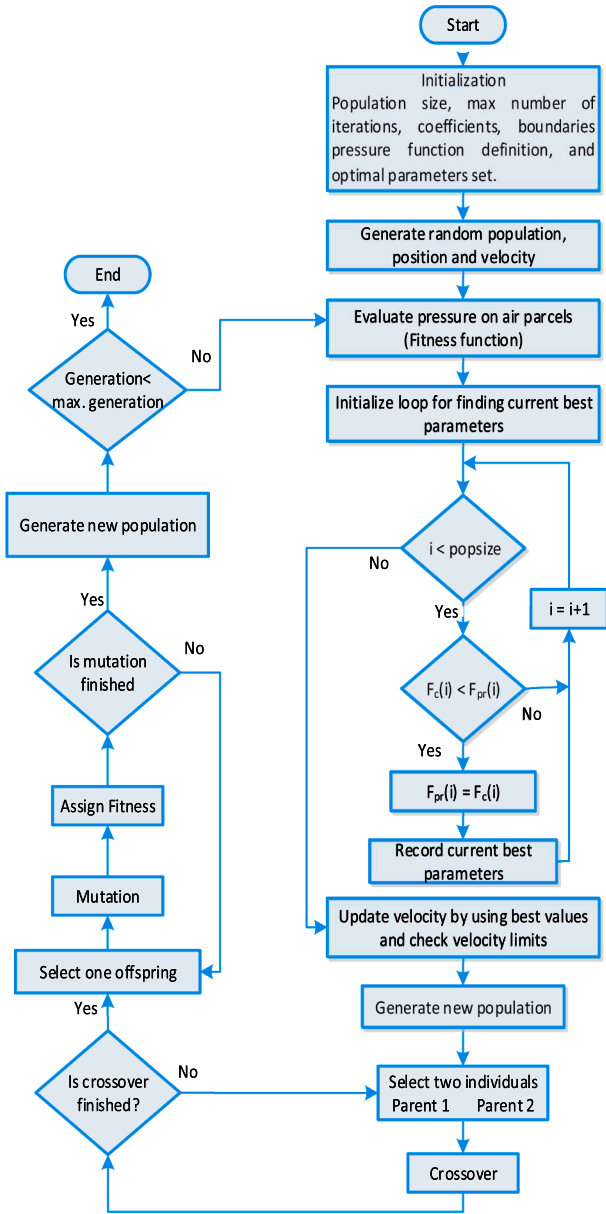 Start
Initialization
Population size, max number of
iterations, coefficients, boundaries
pressure function definition, and
optimal parameters set.
Generate random population,
position and velocity
Evaluate pressure on air parcels
(Fitness function)
Initialize loop for finding current best
parameters
i < popsize
No
Yes
i = i+1
Fc(i) < Fpr(i)
No
Yes
Fpr(i) = Fc(i)
Record current best
parameters
Update velocity by using best values
and check velocity limits
Generate new population
Select two individuals
Parent 1 Parent 2
Crossover
Is crossover
finished?
No
Yes
Select one offspring
Mutation
Assign Fitness
Is mutation
finished
No
Yes
Generate new population
Generation<
max. generation
No
Yes
End